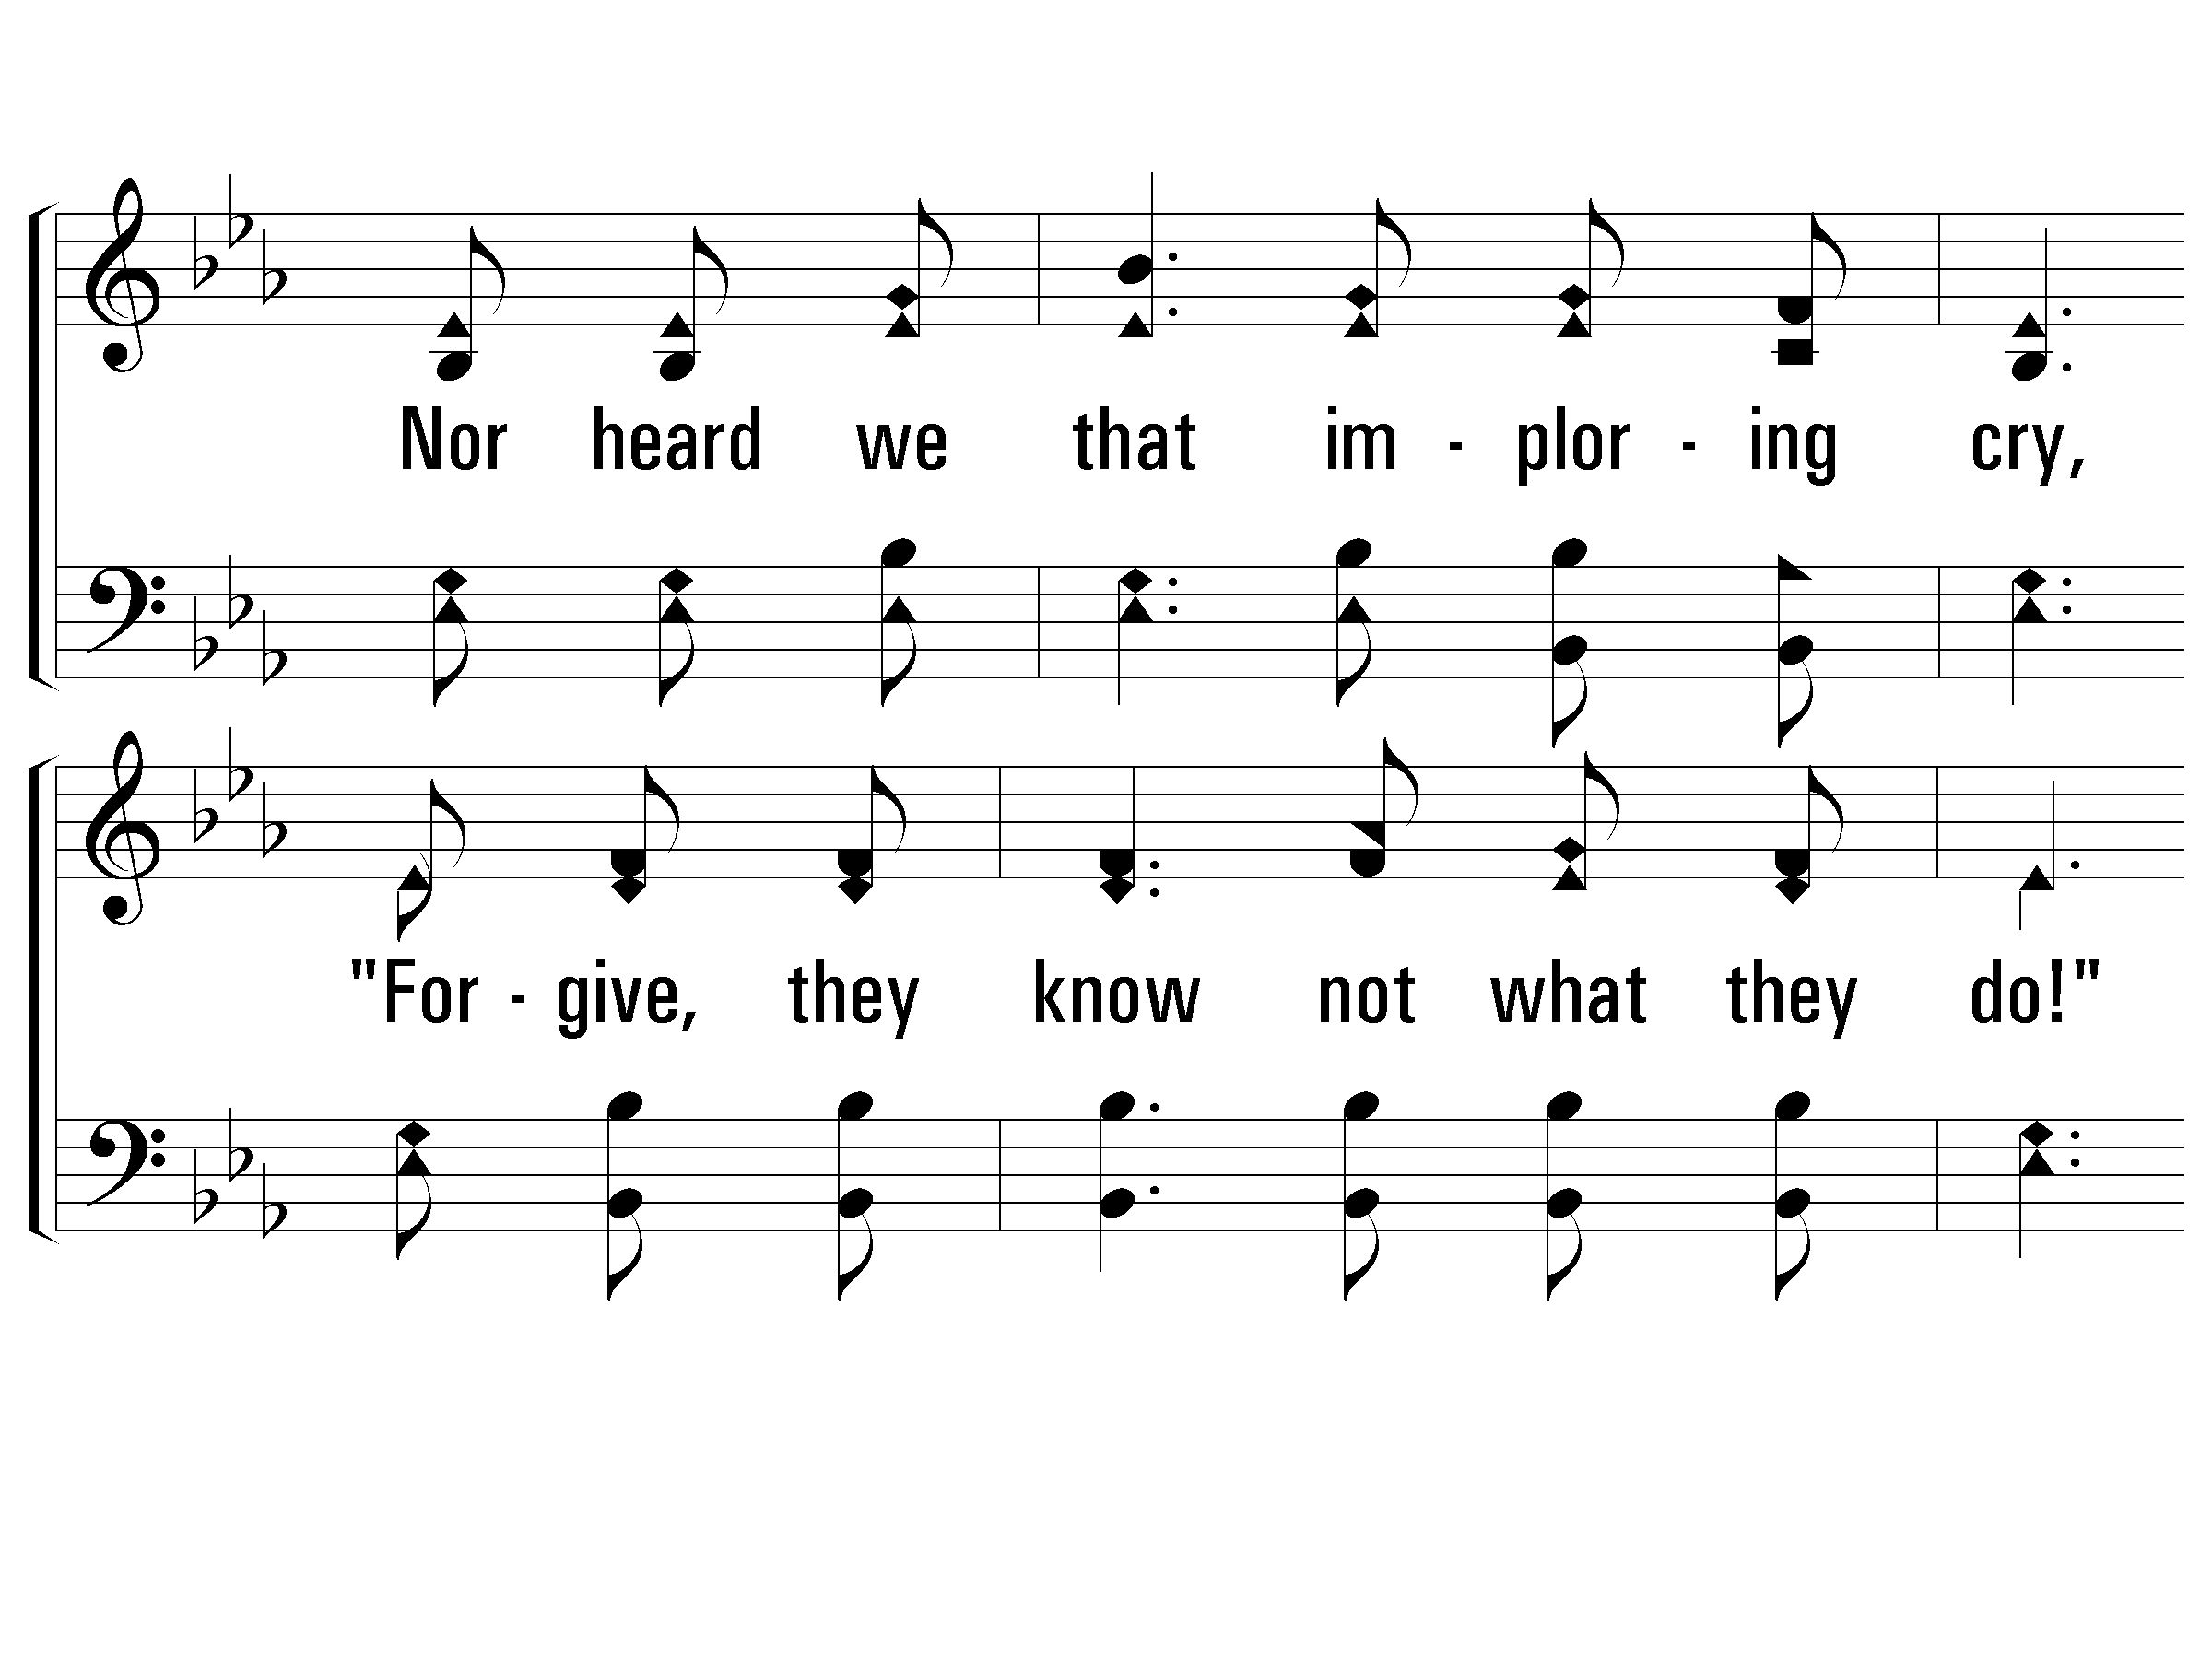 Nor heard we that im - plor - ing cry,
"For - give, they know not what they do!"